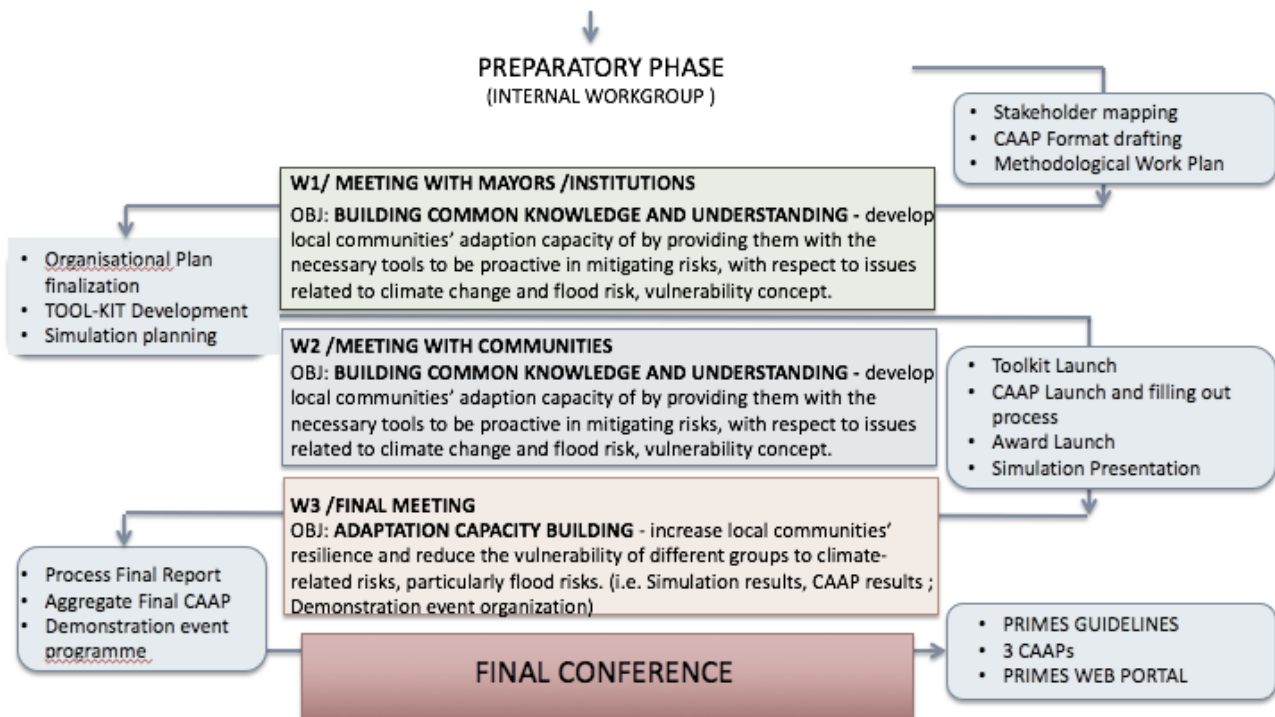 PREPARATORY PHASE
(INTERNAL WORKGROUP )
• Stakeholder mapping
• CAAP Format drafting
• Methodological Work Plan
W1/ MEETING WITH MAYORS /INSTITUTIONS
OBJ: BUILDING COMMON KNOWLEDGE AND UNDERSTANDING - develop
local communities’ adaption capacity of by providing them with the
necessary tools to be proactive in mitigating risks, with respect to issues
related to climate change and flood risk, vulnerability concept.
• Organisational Plan
finalization
• TOOL-KIT Development
• Simulation planning
W2 /MEETING WITH COMMUNITIES
OBJ: BUILDING COMMON KNOWLEDGE AND UNDERSTANDING - develop
local communities’ adaption capacity of by providing them with the
necessary tools to be proactive in mitigating risks, with respect to issues
related to climate change and flood risk, vulnerability concept.
• Toolkit Launch
• CAAP Launch and filling out
process
• Award Launch
• Simulation Presentation
W3 /FINAL MEETING
OBJ: ADAPTATION CAPACITY BUILDING - increase local communities’
resilience and reduce the vulnerability of different groups to climate-
related risks, particularly flood risks. (i.e. Simulation results, CAAP results ;
Demonstration event organization)
• Process Final Report
• Aggregate Final CAAP
• Demonstration event
programme
FINAL CONFERENCE
• PRIMES GUIDELINES
• 3 CAAPs
• PRIMES WEB PORTAL